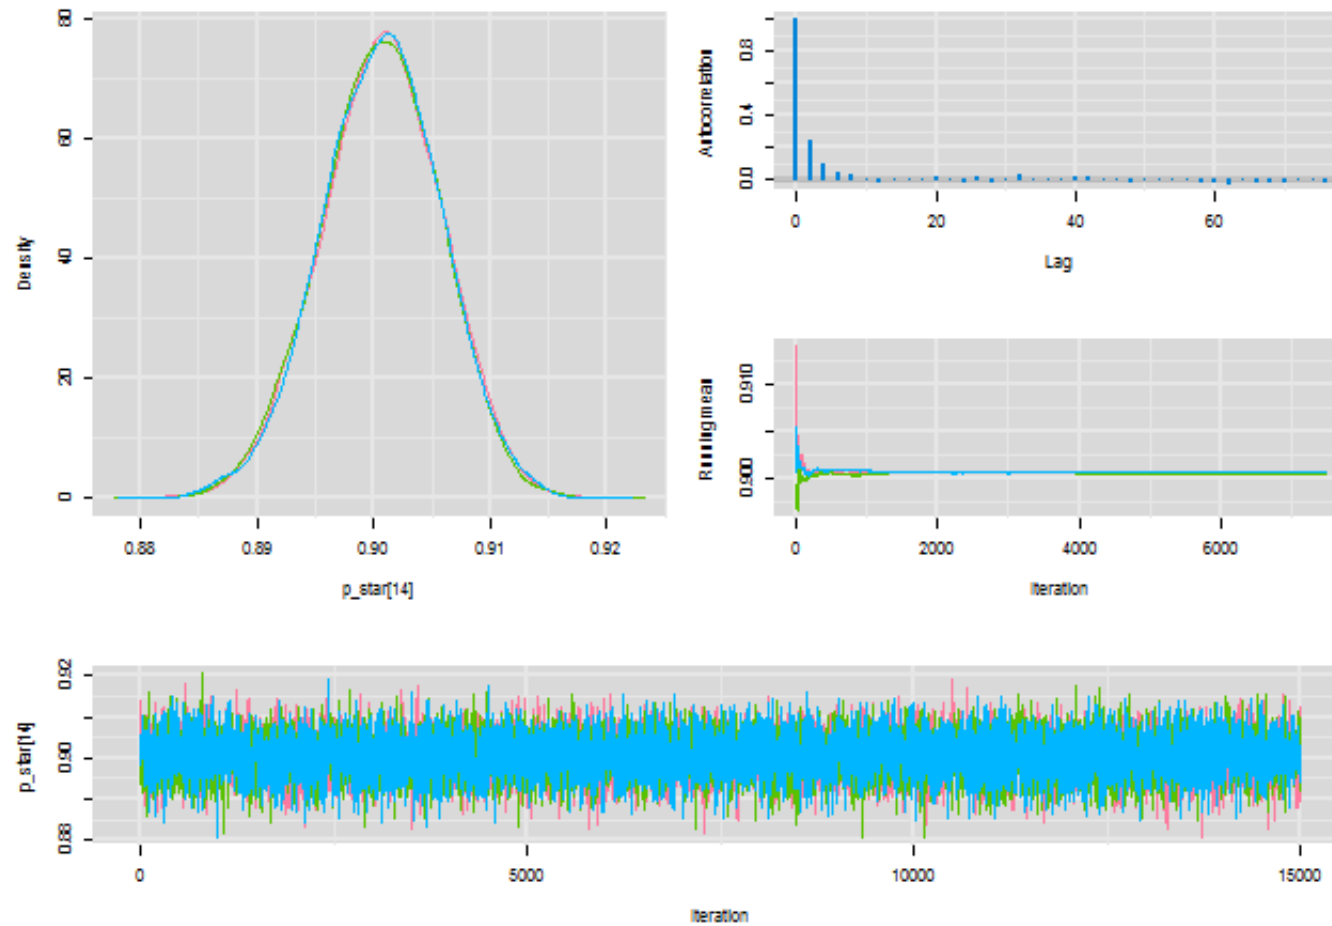 80
60
40
20
0
Density
0.88 0.89 0.90 0.91 0.92
p_star[14]
0.8
0.4
0.0
Autocorrelation
0 20 40 60
Lag
0.910
0.900
Running mean
0 2000 4000 6000
Iteration
0.92
0.90
0.88
p_star[14]
0 5000 10000 15000
Iteration